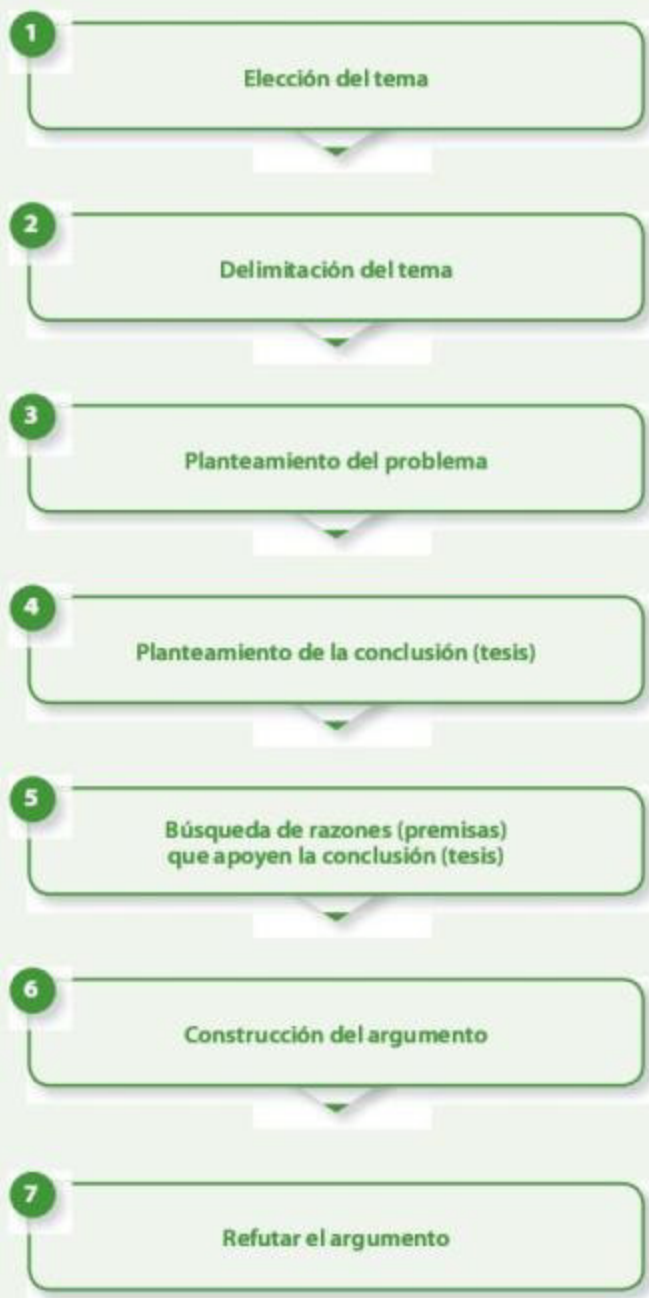 1
Elección del tema
2
Delimitación del tema
3
Planteamiento del problema
4
Planteamiento de la conclusión (tesis)
5
Búsqueda de razones (premisas)
que apoyen la conclusión (tesis)
6
Construcción del argumento
7
Refutar el argumento